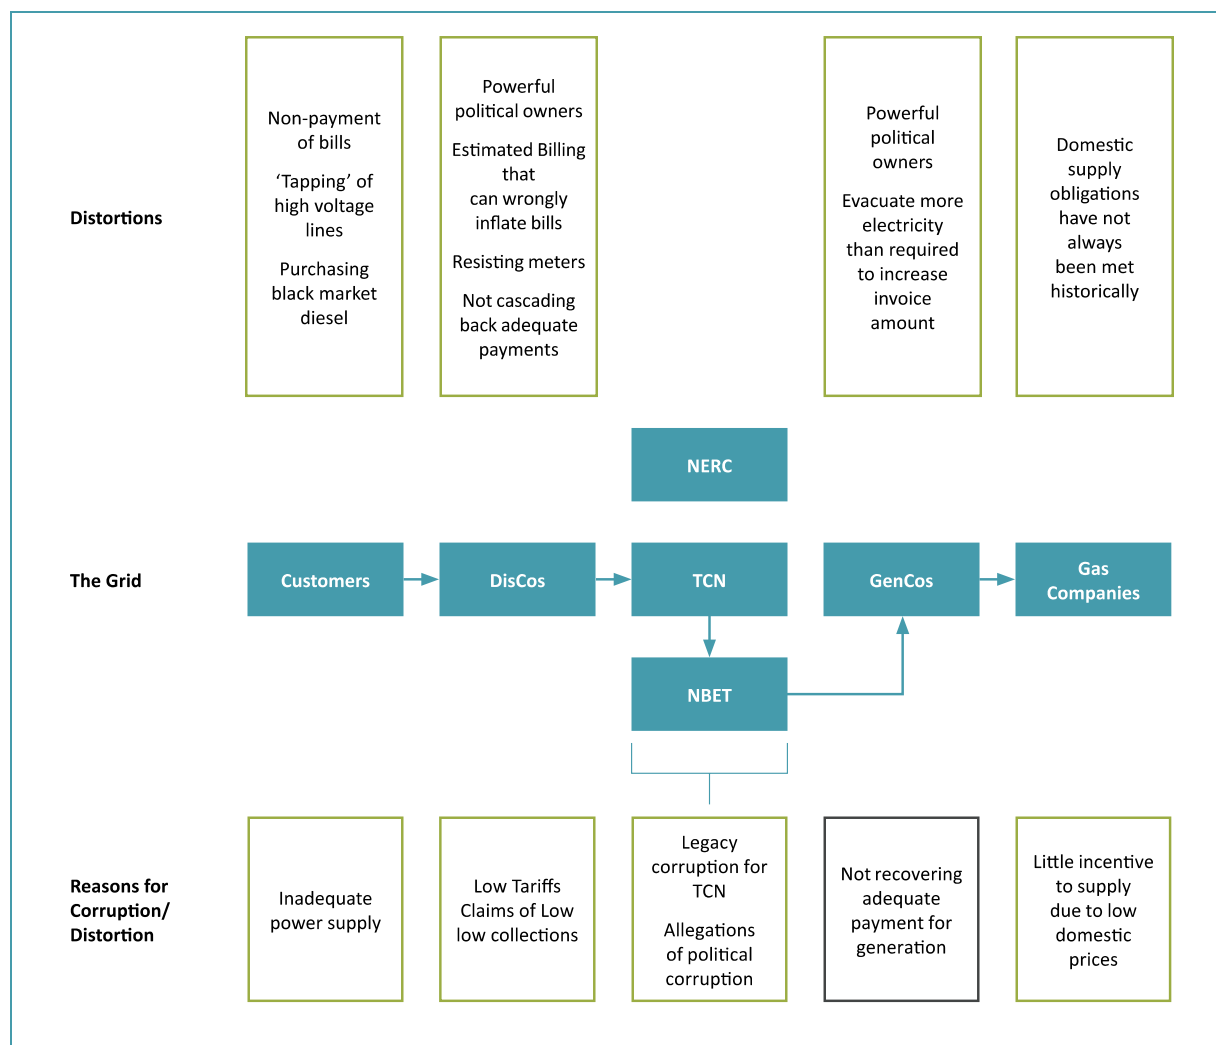 Distortions
Non-payment
of bills
‘Tapping’ of
high voltage
lines
Purchasing
black market
diesel
Powerful
political owners
Estimated Billing
that
can wrongly
inflate bills
Resisting meters
Not cascading
back adequate
payments
Powerful
political
owners
Evacuate more
electricity
than required
to increase
invoice
amount
Domestic
supply
obligations
have not
always
been met
historically
NERC
The Grid
Customers
DisCos
TCN
GenCos
Gas
Companies
NBET
Reasons for
Corruption/
Distortion
Inadequate
power supply
Low Tariffs
Claims of Low
low collections
Legacy
corruption for
TCN
Allegations
of political
corruption
Not recovering
adequate
payment for
generation
Little incentive
to supply
due to low
domestic
prices